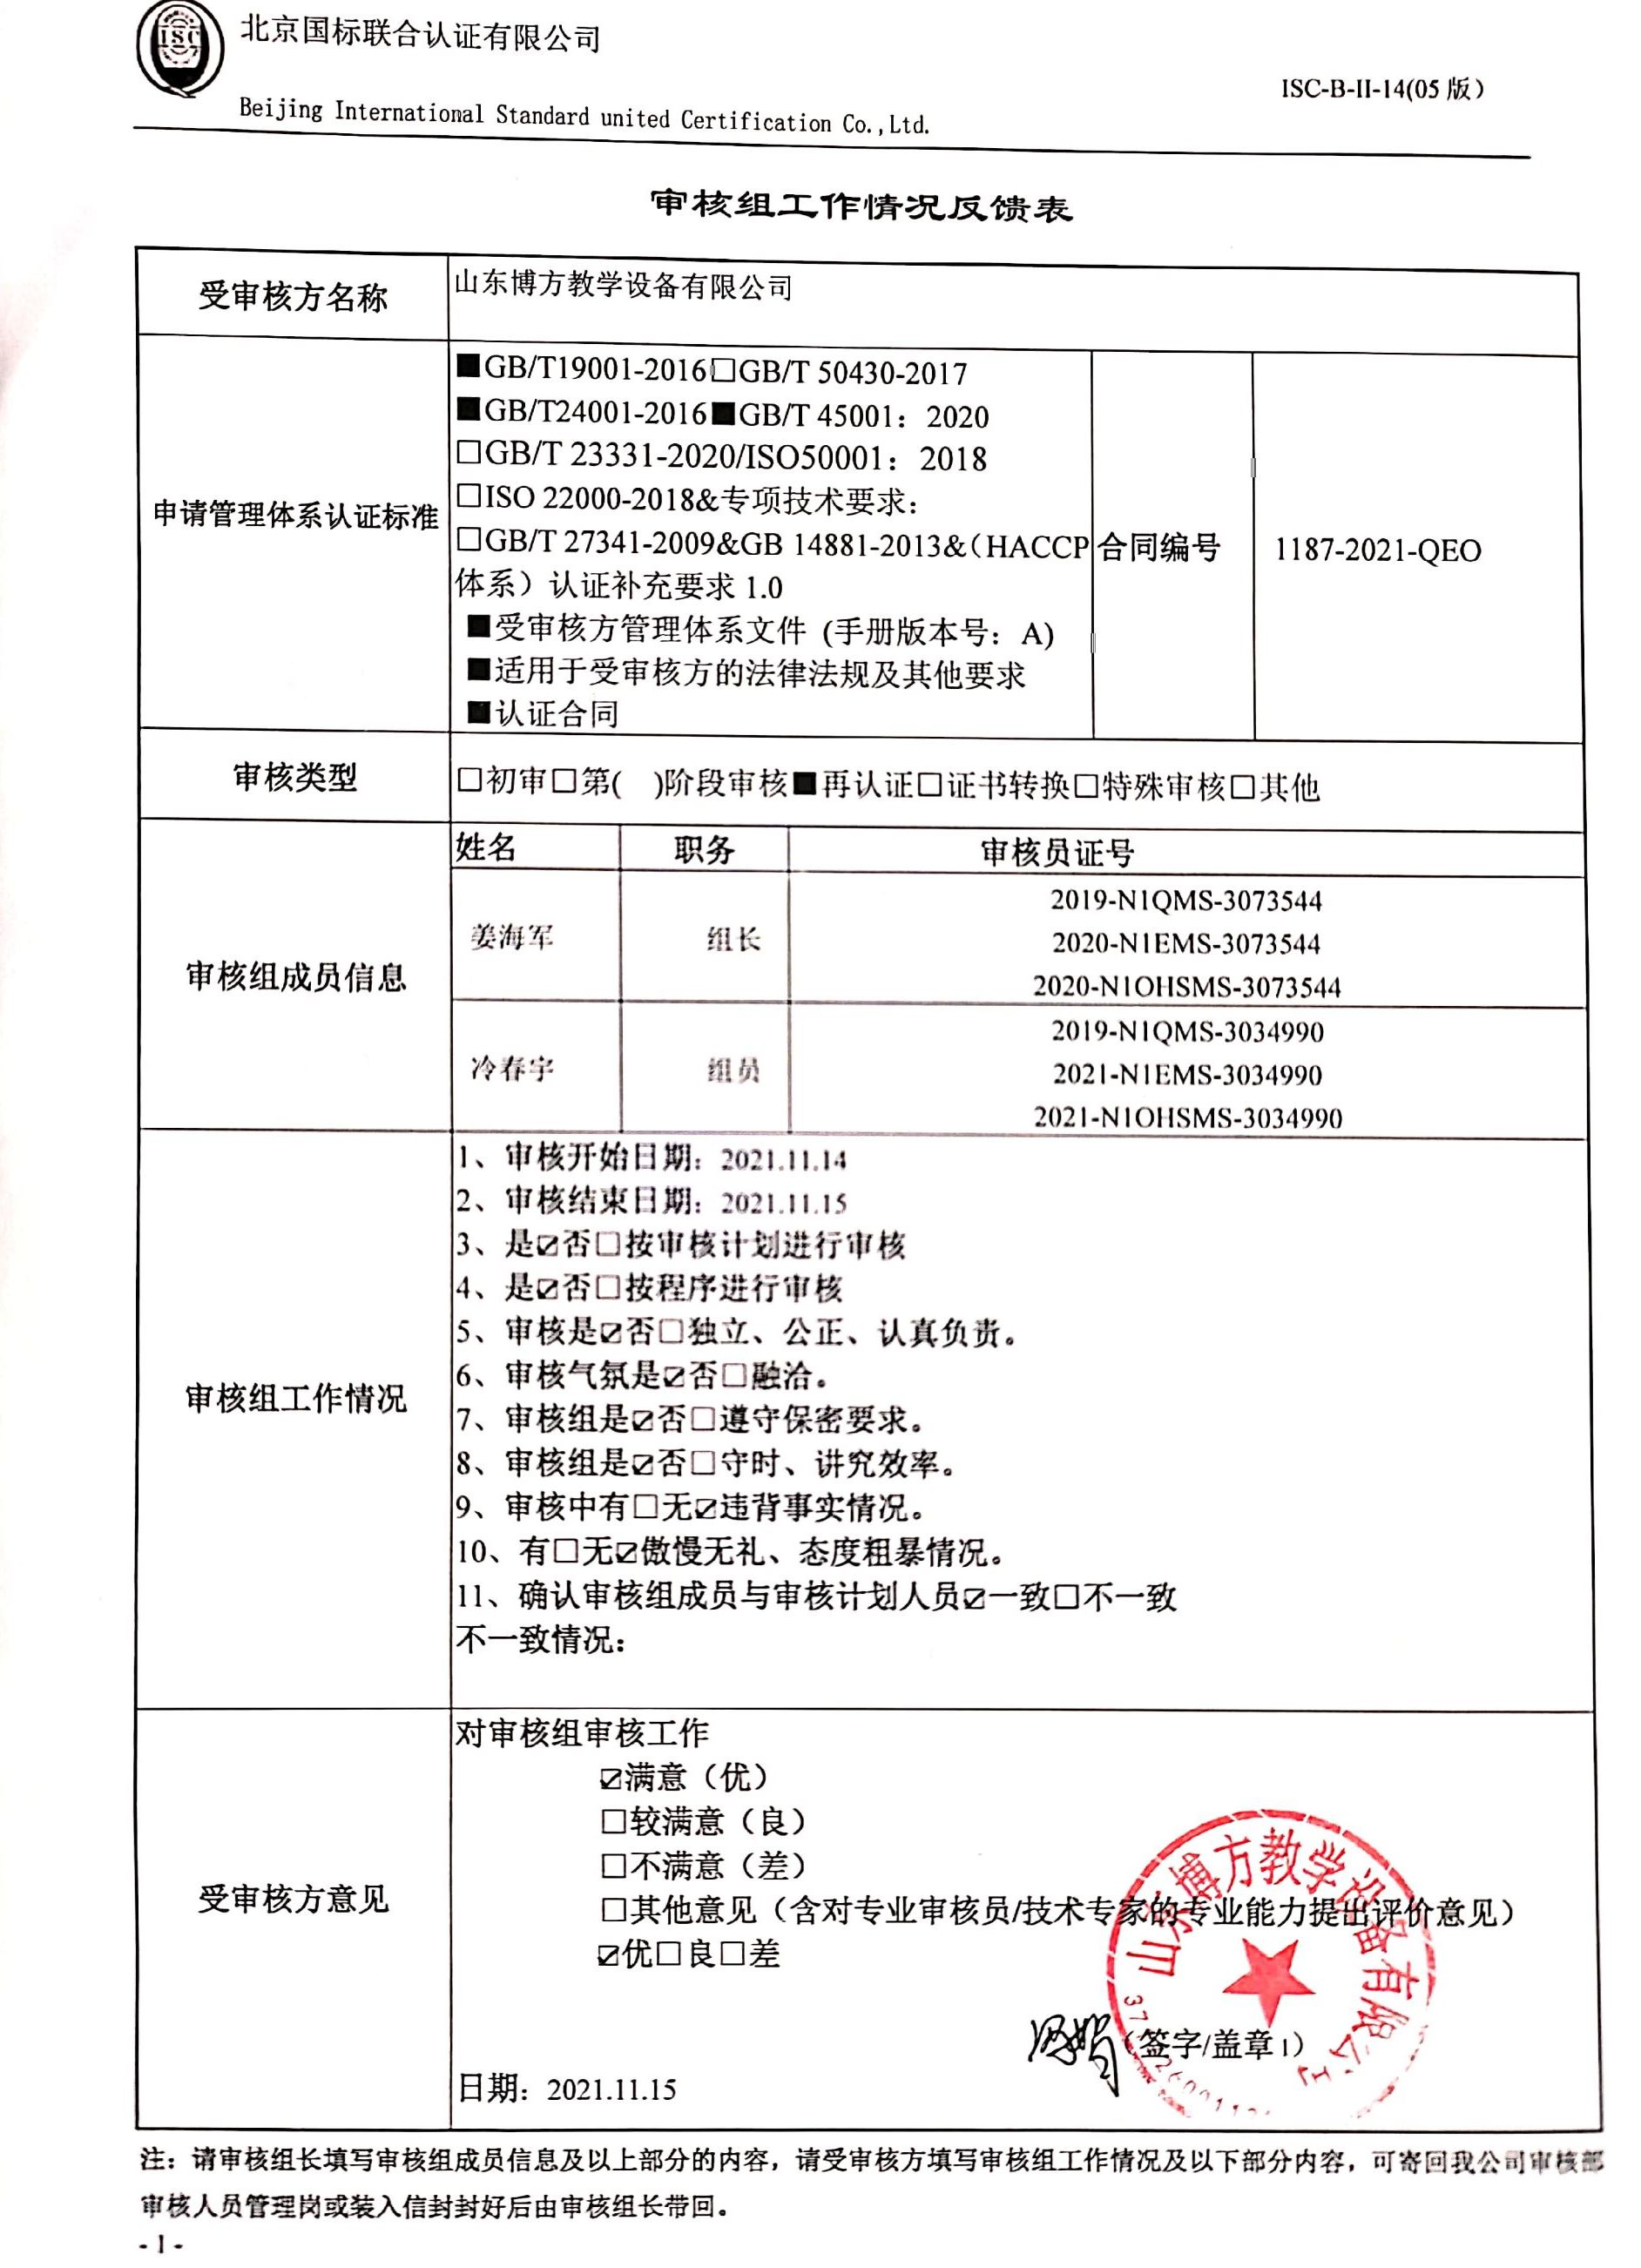 ISC
北京国标联合认证有限公司
ISC-B-II-14(05 版）
Beijing International Standard united Certification Co.,Ltd.
审核组工作情况反馈表
受审核方名称
山东博方教学设备有限公司
申请管理体系认证标准
■GB/T19001-2016□GB/T 50430-2017
■GB/T24001-2016■GB/T 45001：2020
□GB/T 23331-2020/ISO50001：2018
□ISO 22000-2018&专项技术要求:
□GB/T 27341-2009&GB 14881-2013&（HACCP
体系）认证补充要求 1.0
■受审核方管理体系文件 (手册版本号：A)
■适用于受审核方的法律法规及其他要求
■认证合同
合同编号
1187-2021-QEO
审核类型
□初审□第( )阶段审核■再认证□证书转换□特殊审核□其他
审核组成员信息
姓名 职务 审核员证号
姜海军 组长
2019-N1QMS-3073544
2020-N1EMS-3073544
2020-N1OHSMS-3073544
冷春宇 组员
2019-N1QMS-3034990
2021-N1EMS-3034990
2021-N1OHSMS-3034990
审核组工作情况
1、审核开始日期：2021.11.14
2、审核结束日期：2021.11.15
3、是☑否□按审核计划进行审核
4、是☑否□按程序进行审核
5、审核是☑否□独立、公正、认真负责。
6、审核气氛是☑否□融洽。
7、审核组是☑否□遵守保密要求。
8、审核组是☑否□守时、讲究效率。
9、审核中有□无☑违背事实情况。
10、有□无☑傲慢无礼、态度粗暴情况。
11、确认审核组成员与审核计划人员☑一致□不一致
不一致情况：
受审核方意见
对审核组审核工作
☑满意（优）
□较满意（良）
□不满意（差）
□其他意见（含对专业审核员/技术专家的专业能力提出评价意见）
☑优□良□差
山东博方教学设备有限公司
（签字/盖章）
日期：2021.11.15
注：请审核组长填写审核组成员信息及以上部分的内容，请受审核方填写审核组工作情况及以下部分内容，可寄回我公司审核部
审核人员管理岗或装入信封封好后由审核组长带回。
- 1 -